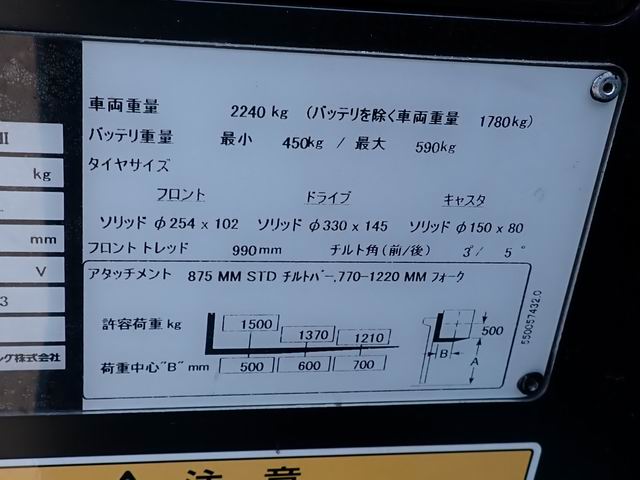 車両重量 2240 kg (バッテリを除く車両重量 1780kg)
バッテリ重量 最小 450kg / 最大 590kg
タイヤサイズ
フロント ドライブ キャスタ
ソリッド φ254 x 102 ソリッド φ330 x 145 ソリッド φ150 x 80
フロント トレッド 990mm チルト角(前/後) 3°/ 5°
アタッチメント 875 MM STD チルトバー,770-1220 MM フォーク
許容荷重 kg 1500 1370 1210
荷重中心"B" mm 500 600 700
500
B
A
550057432.0
kg
mm
V
3
株式会社
注 意